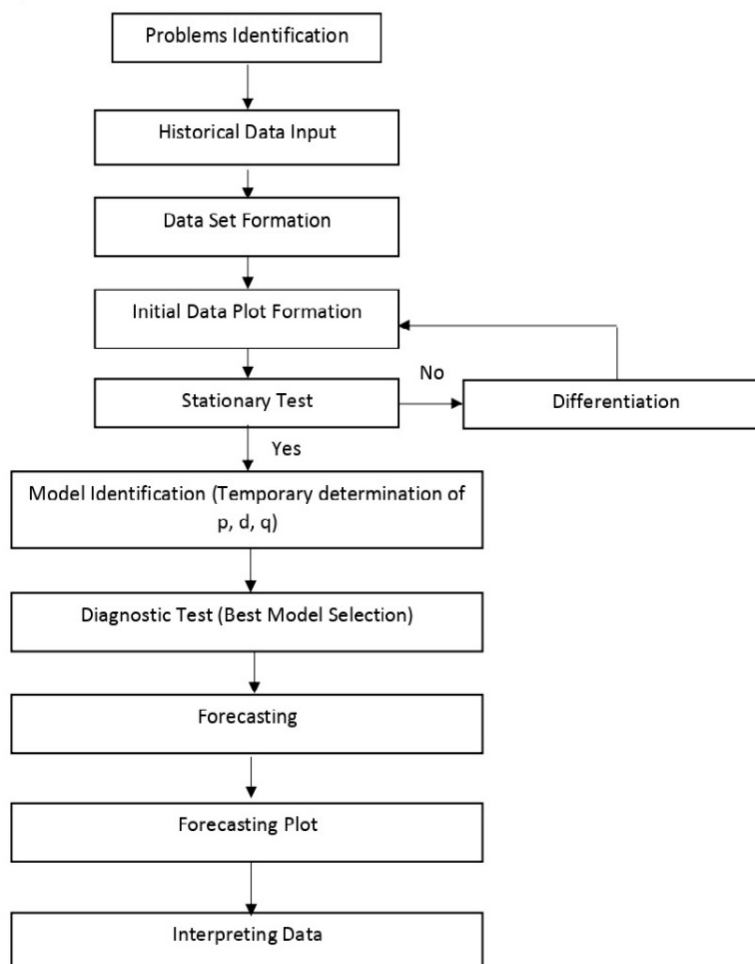 Problems Identification
Historical Data Input
Data Set Formation
Initial Data Plot Formation
No
Stationary Test
Differentiation
Yes
Model Identification (Temporary determination of
p, d, q)
Diagnostic Test (Best Model Selection)
Forecasting
Forecasting Plot
Interpreting Data